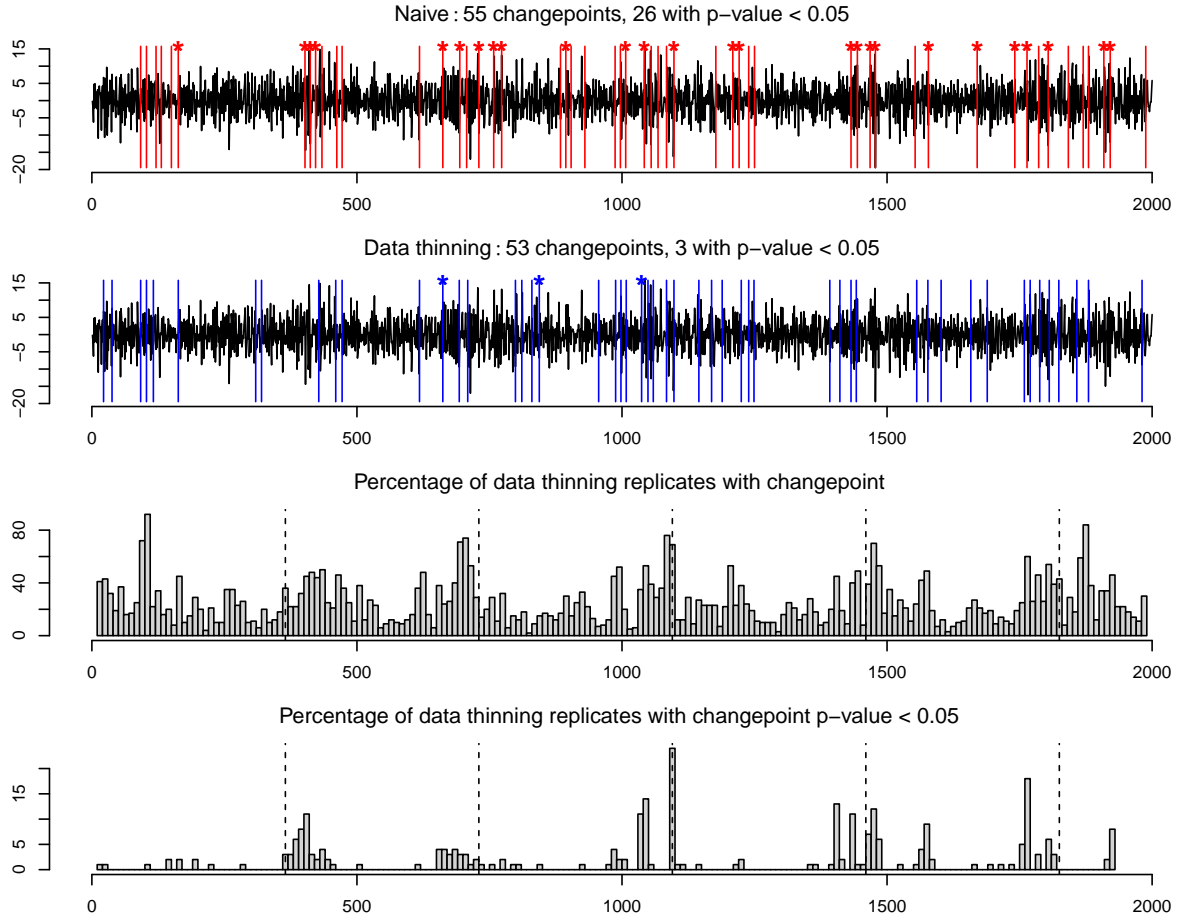 Naive : 55 changepoints, 26 with p−value < 0.05
15
5
−5
−20
0 500 1000 1500 2000
Data thinning : 53 changepoints, 3 with p−value < 0.05
15
5
−5
−20
0 500 1000 1500 2000
Percentage of data thinning replicates with changepoint
80
40
0
0 500 1000 1500 2000
Percentage of data thinning replicates with changepoint p−value < 0.05
15
5
0
0 500 1000 1500 2000